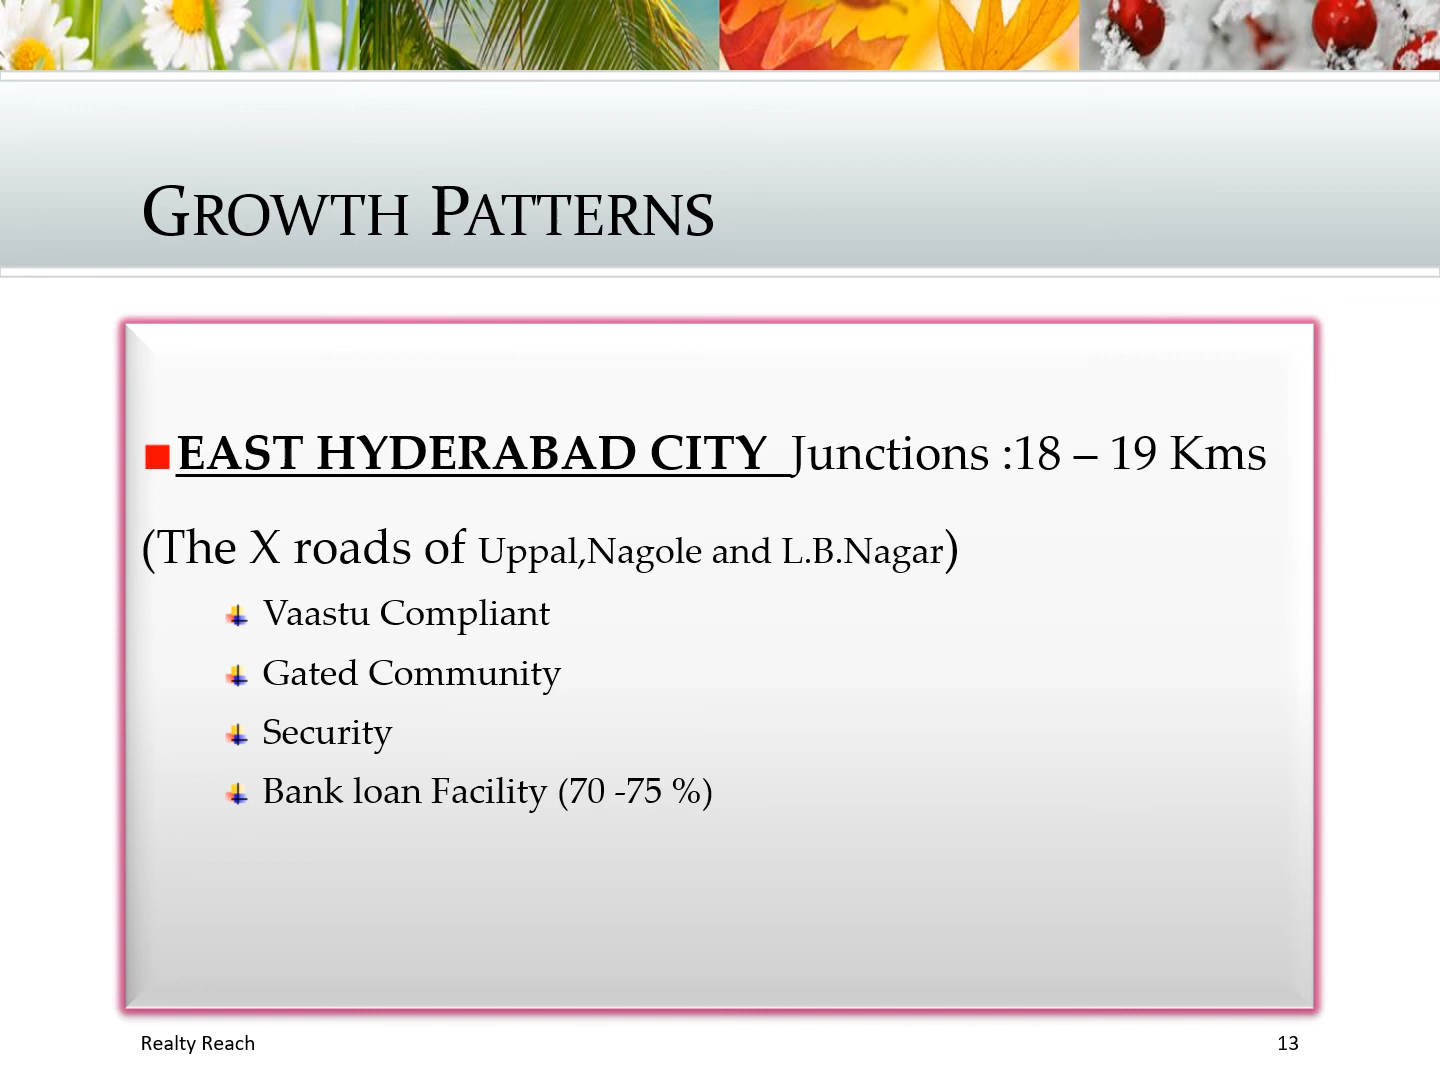 GROWTH PATTERNS
EAST HYDERABAD CITY Junctions :18 – 19 Kms
(The X roads of Uppal,Nagole and L.B.Nagar)
Vaastu Compliant
Gated Community
Security
Bank loan Facility (70 -75 %)
Realty Reach
13